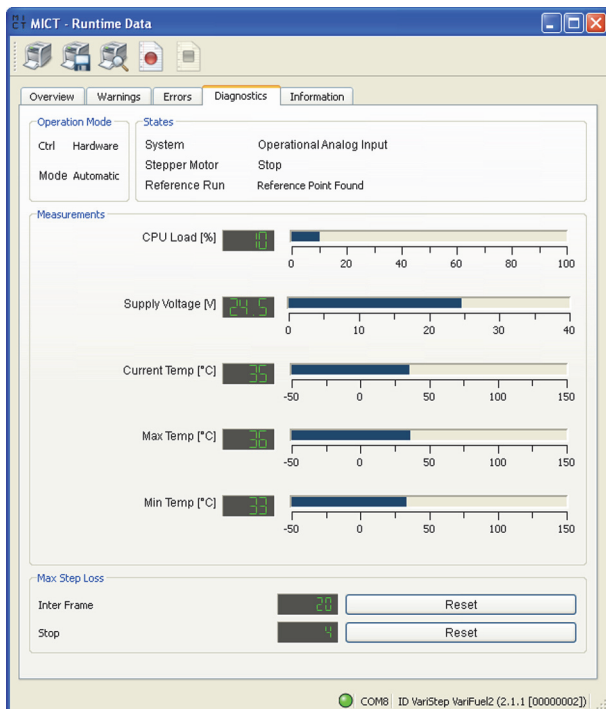 MICT - Runtime Data
Overview Warnings Errors Diagnostics Information
Operation Mode
Ctrl Hardware
Mode Automatic
States
System Operational Analog Input
Stepper Motor Stop
Reference Run Reference Point Found
Measurements
CPU Load [%] 10
0 20 40 60 80 100
Supply Voltage [V] 24.5
0 10 20 30 40
Current Temp [°C] 35
-50 0 50 100 150
Max Temp [°C] 36
-50 0 50 100 150
Min Temp [°C] 33
-50 0 50 100 150
Max Step Loss
Inter Frame 20 Reset
Stop 4 Reset
COM8 ID VariStep VariFuel2 (2.1.1 [00000002])